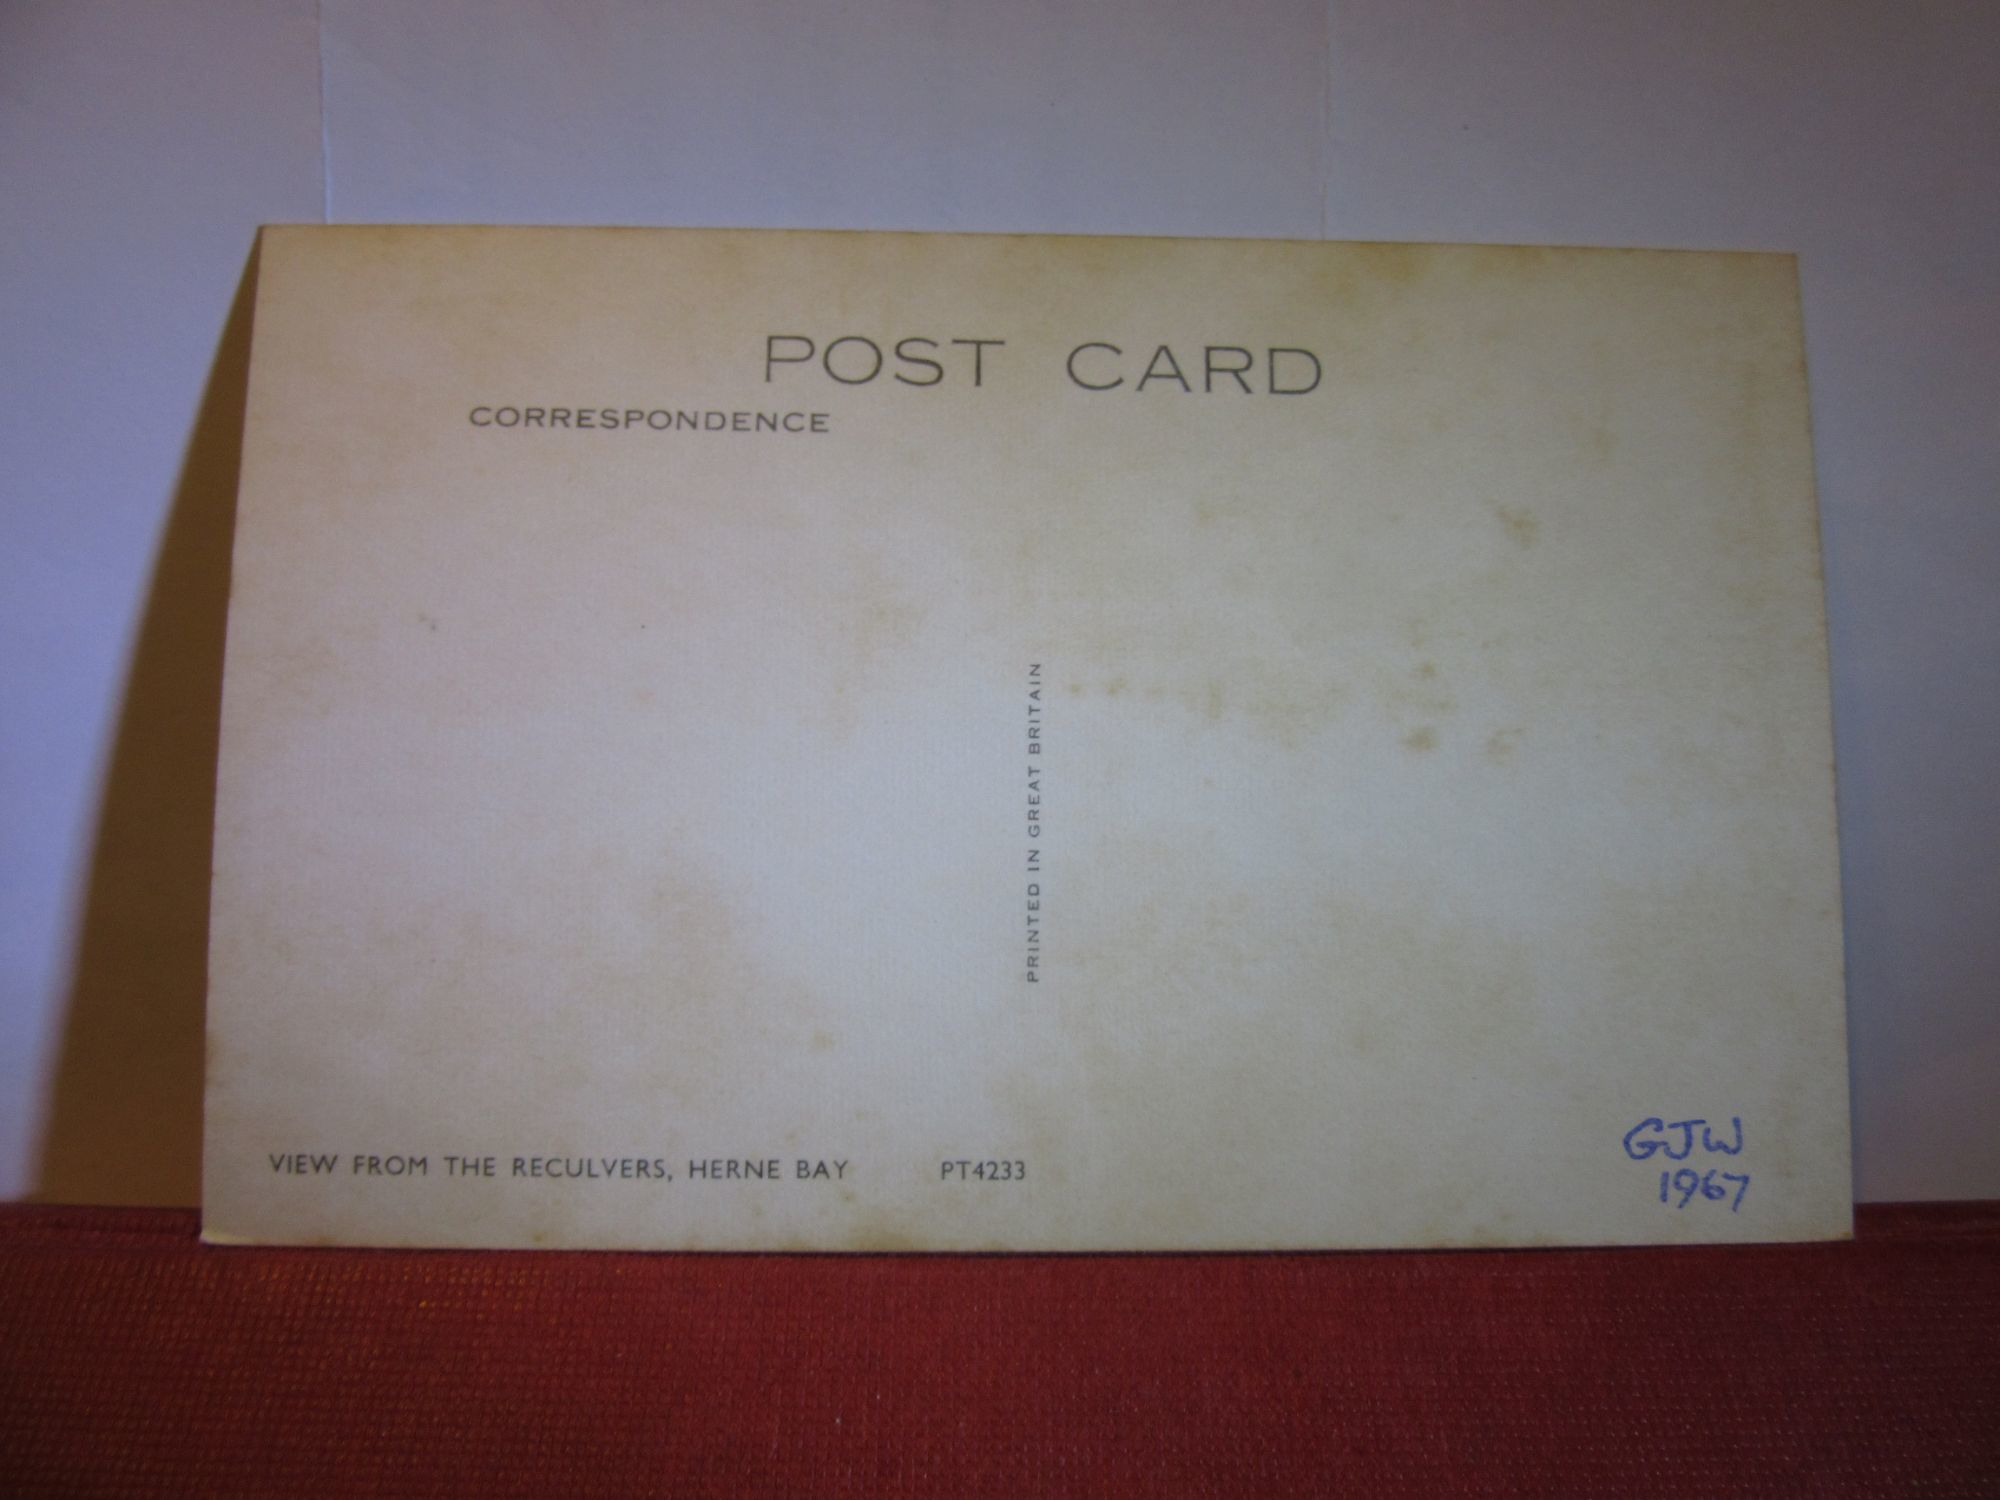 POST CARD
CORRESPONDENCE
PRINTED IN GREAT BRITAIN
VIEW FROM THE RECULVERS, HERNE BAY PT4233
GJW
1967